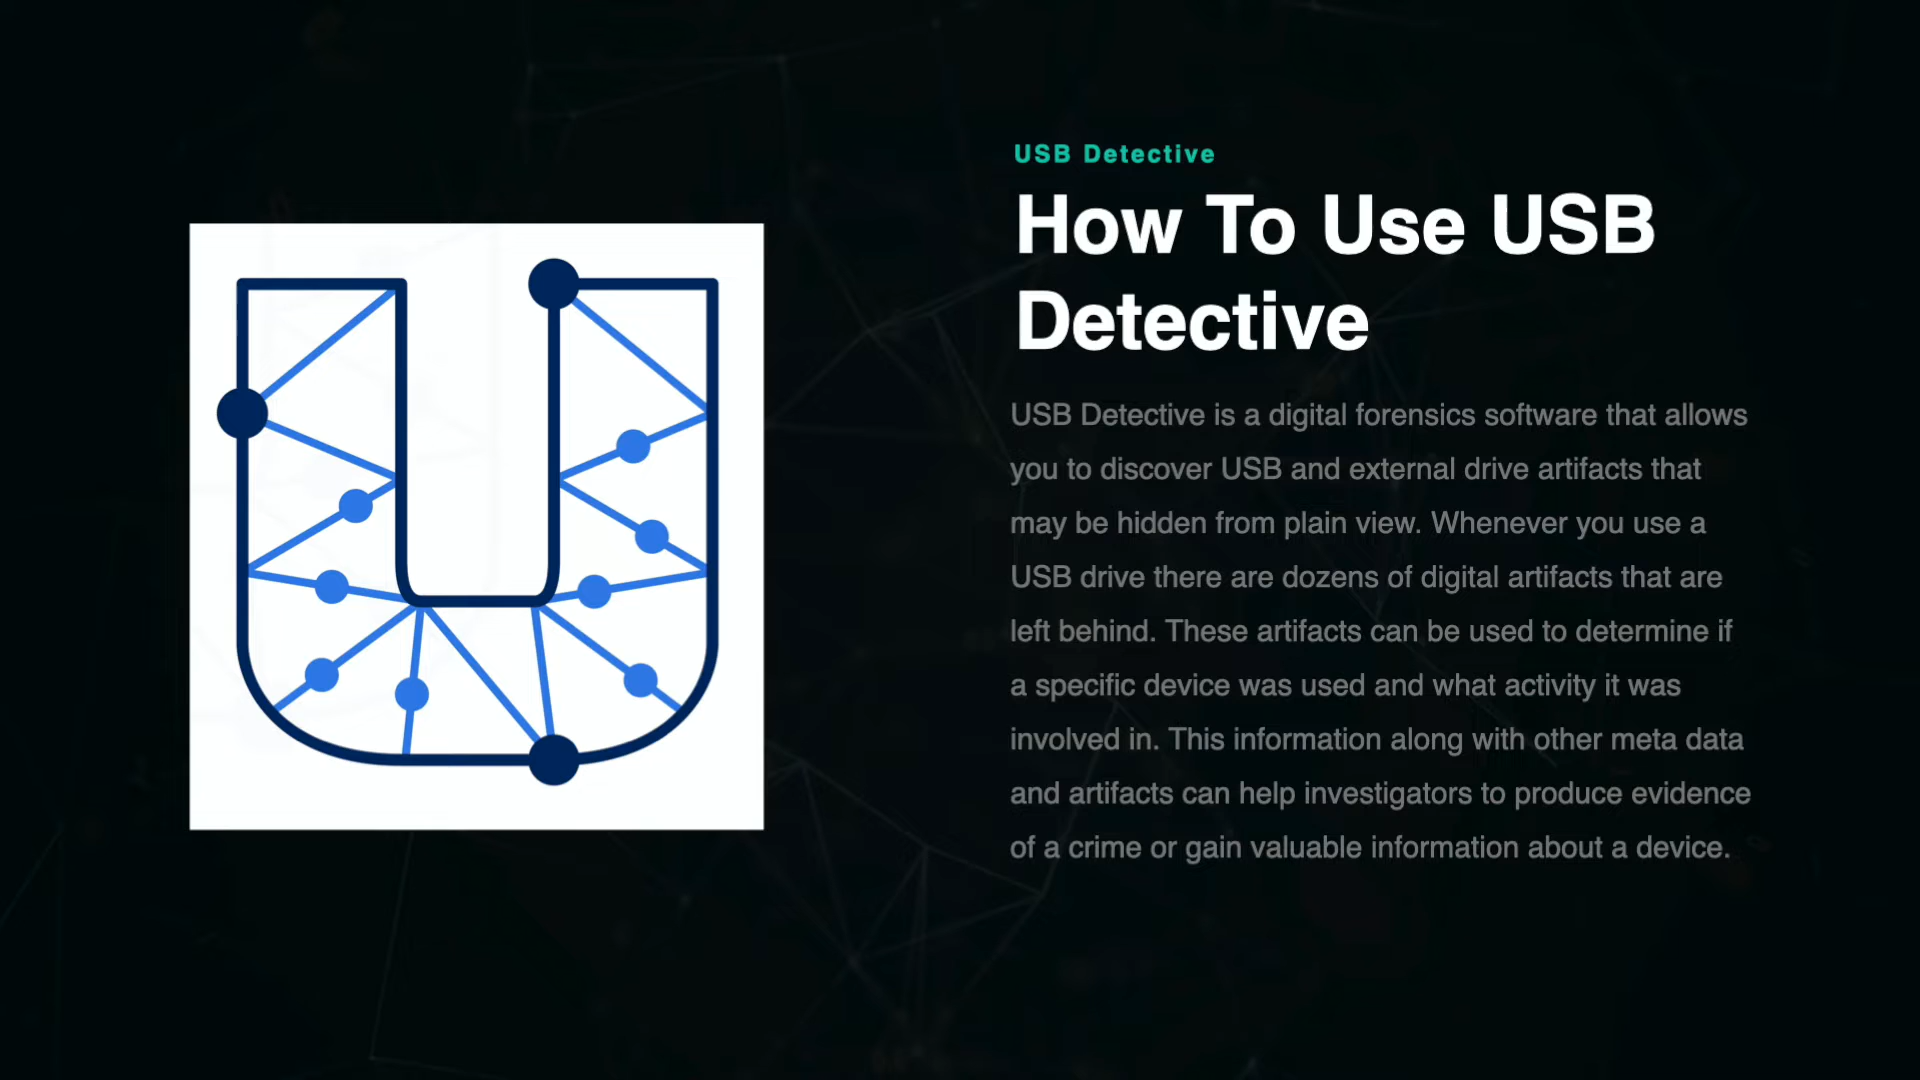 USB Detective
How To Use USB
Detective
USB Detective is a digital forensics software that allows
you to discover USB and external drive artifacts that
may be hidden from plain view. Whenever you use a
USB drive there are dozens of digital artifacts that are
left behind. These artifacts can be used to determine if
a specific device was used and what activity it was
involved in. This information along with other meta data
and artifacts can help investigators to produce evidence
of a crime or gain valuable information about a device.